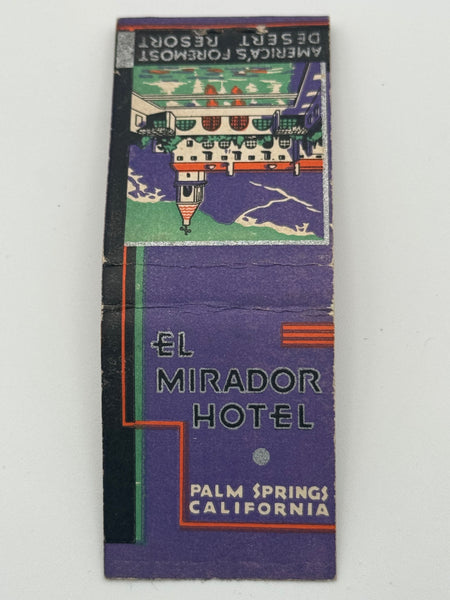 AMERICA'S FOREMOST
DESERT RESORT
EL
MIRADOR
HOTEL
PALM SPRINGS
CALIFORNIA